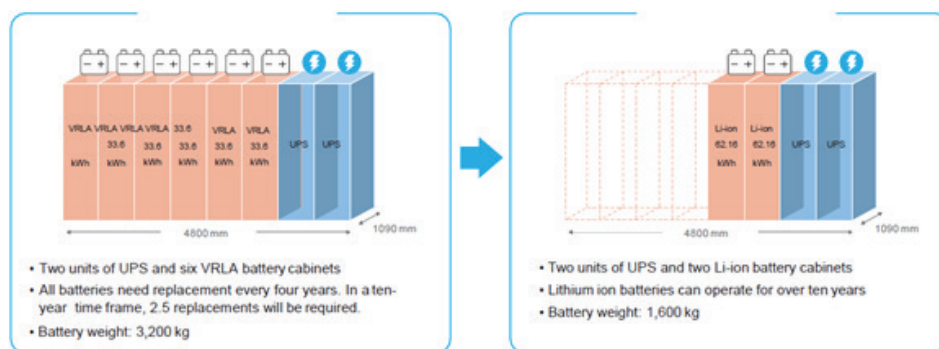 VRLA VRLA VRLA VRLA 33.6 VRLA VRLA
33.6 33.6 33.6 33.6 33.6
kWh kWh kWh kWh kWh kWh
UPS UPS
4800 mm
1090 mm
• Two units of UPS and six VRLA battery cabinets
• All batteries need replacement every four years. In a ten-
year time frame, 2.5 replacements will be required.
• Battery weight: 3,200 kg
Li-ion Li-ion
62.16 62.16
kWh kWh
UPS UPS
4800 mm
1090 mm
• Two units of UPS and two Li-ion battery cabinets
• Lithium ion batteries can operate for over ten years
• Battery weight: 1,600 kg